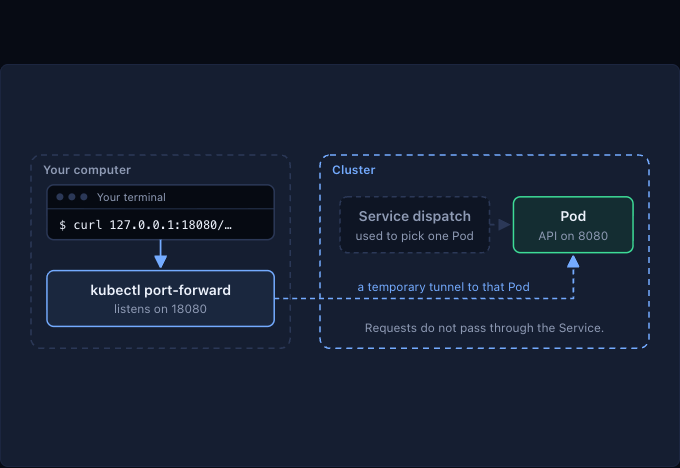 Your computer
Your terminal
$ curl 127.0.0.1:18080/…
kubectl port-forward
listens on 18080
Cluster
Service dispatch
used to pick one Pod
Pod
API on 8080
a temporary tunnel to that Pod
Requests do not pass through the Service.